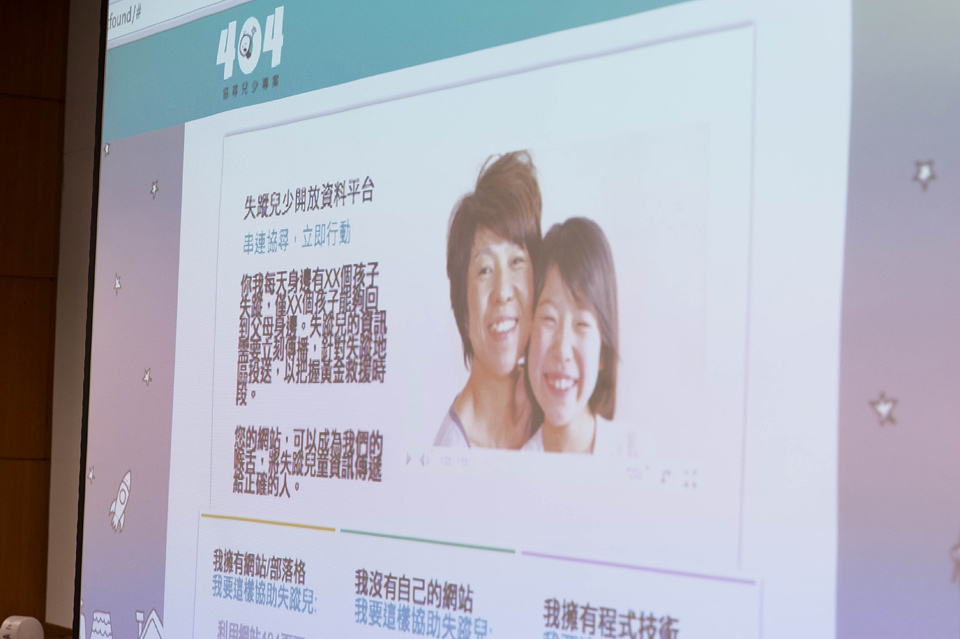 found/#
404
協尋兒少專案
失蹤兒少開放資料平台
串連協尋，立即行動
你我每天身邊有XX個孩子
失蹤，僅XX個孩子能夠回
到父母身邊。失蹤兒的資訊
需要立刻傳播，針對失蹤地
區投送，以把握黃金救援時
段。
您的網站，可以成為我們的
喉舌，將失蹤兒童資訊傳遞
給正確的人。
我擁有網站/部落格
我要這樣協助失蹤兒:
利用網站404頁面
我沒有自己的網站
我要這樣協助失蹤兒:
我擁有程式技術